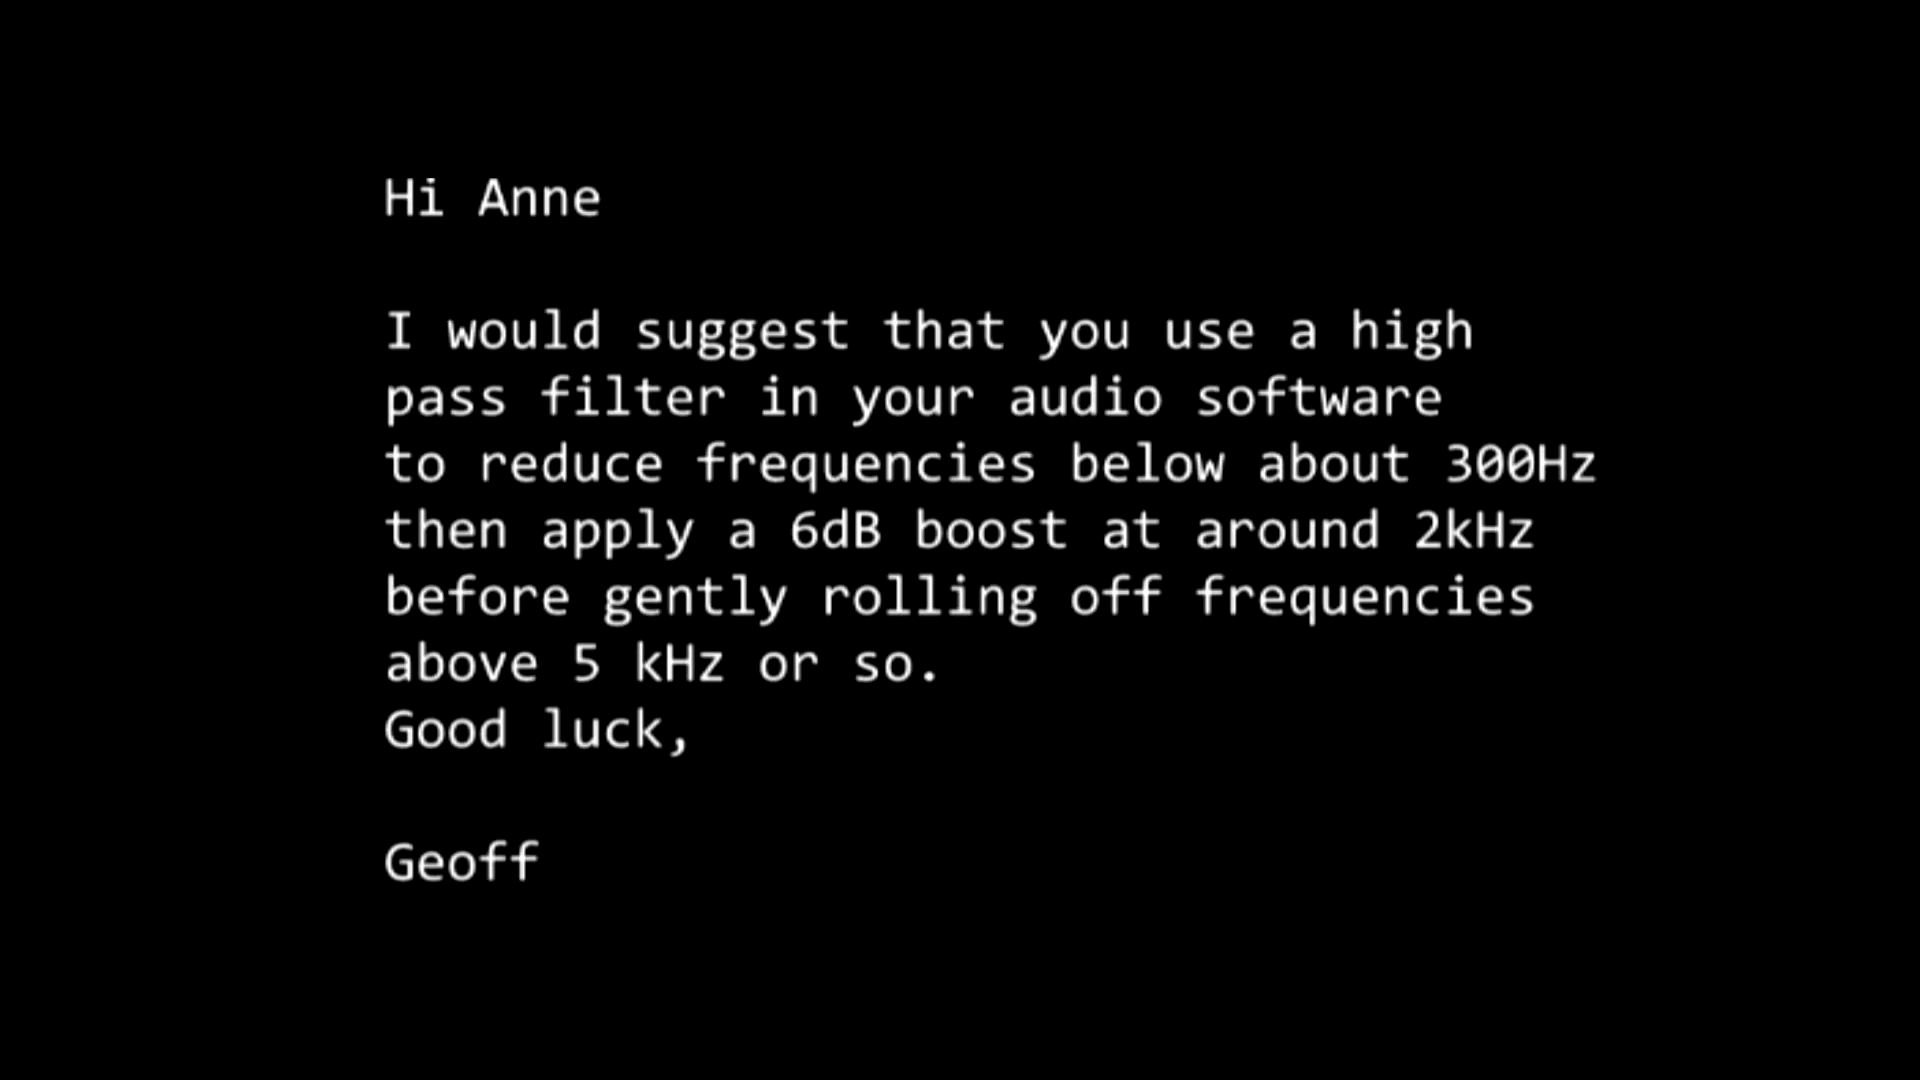 Hi Anne
I would suggest that you use a high
pass filter in your audio software
to reduce frequencies below about 300Hz
then apply a 6dB boost at around 2kHz
before gently rolling off frequencies
above 5 kHz or so.
Good luck,
Geoff